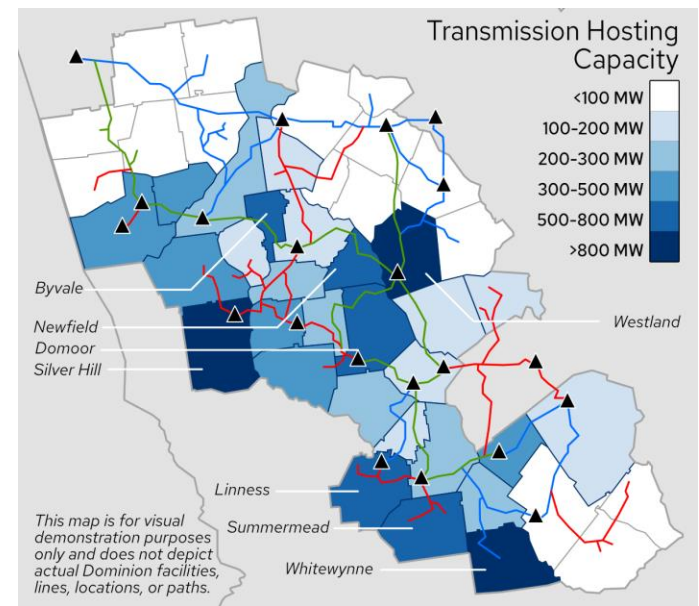 Transmission Hosting
Capacity
<100 MW
100-200 MW
200-300 MW
300-500 MW
500-800 MW
>800 MW
Byvale
Newfield
Westland
Domoor
Silver Hill
Linness
Summermead
Whitewynne
This map is for visual
demonstration purposes
only and does not depict
actual Dominion facilities,
lines, locations, or paths.